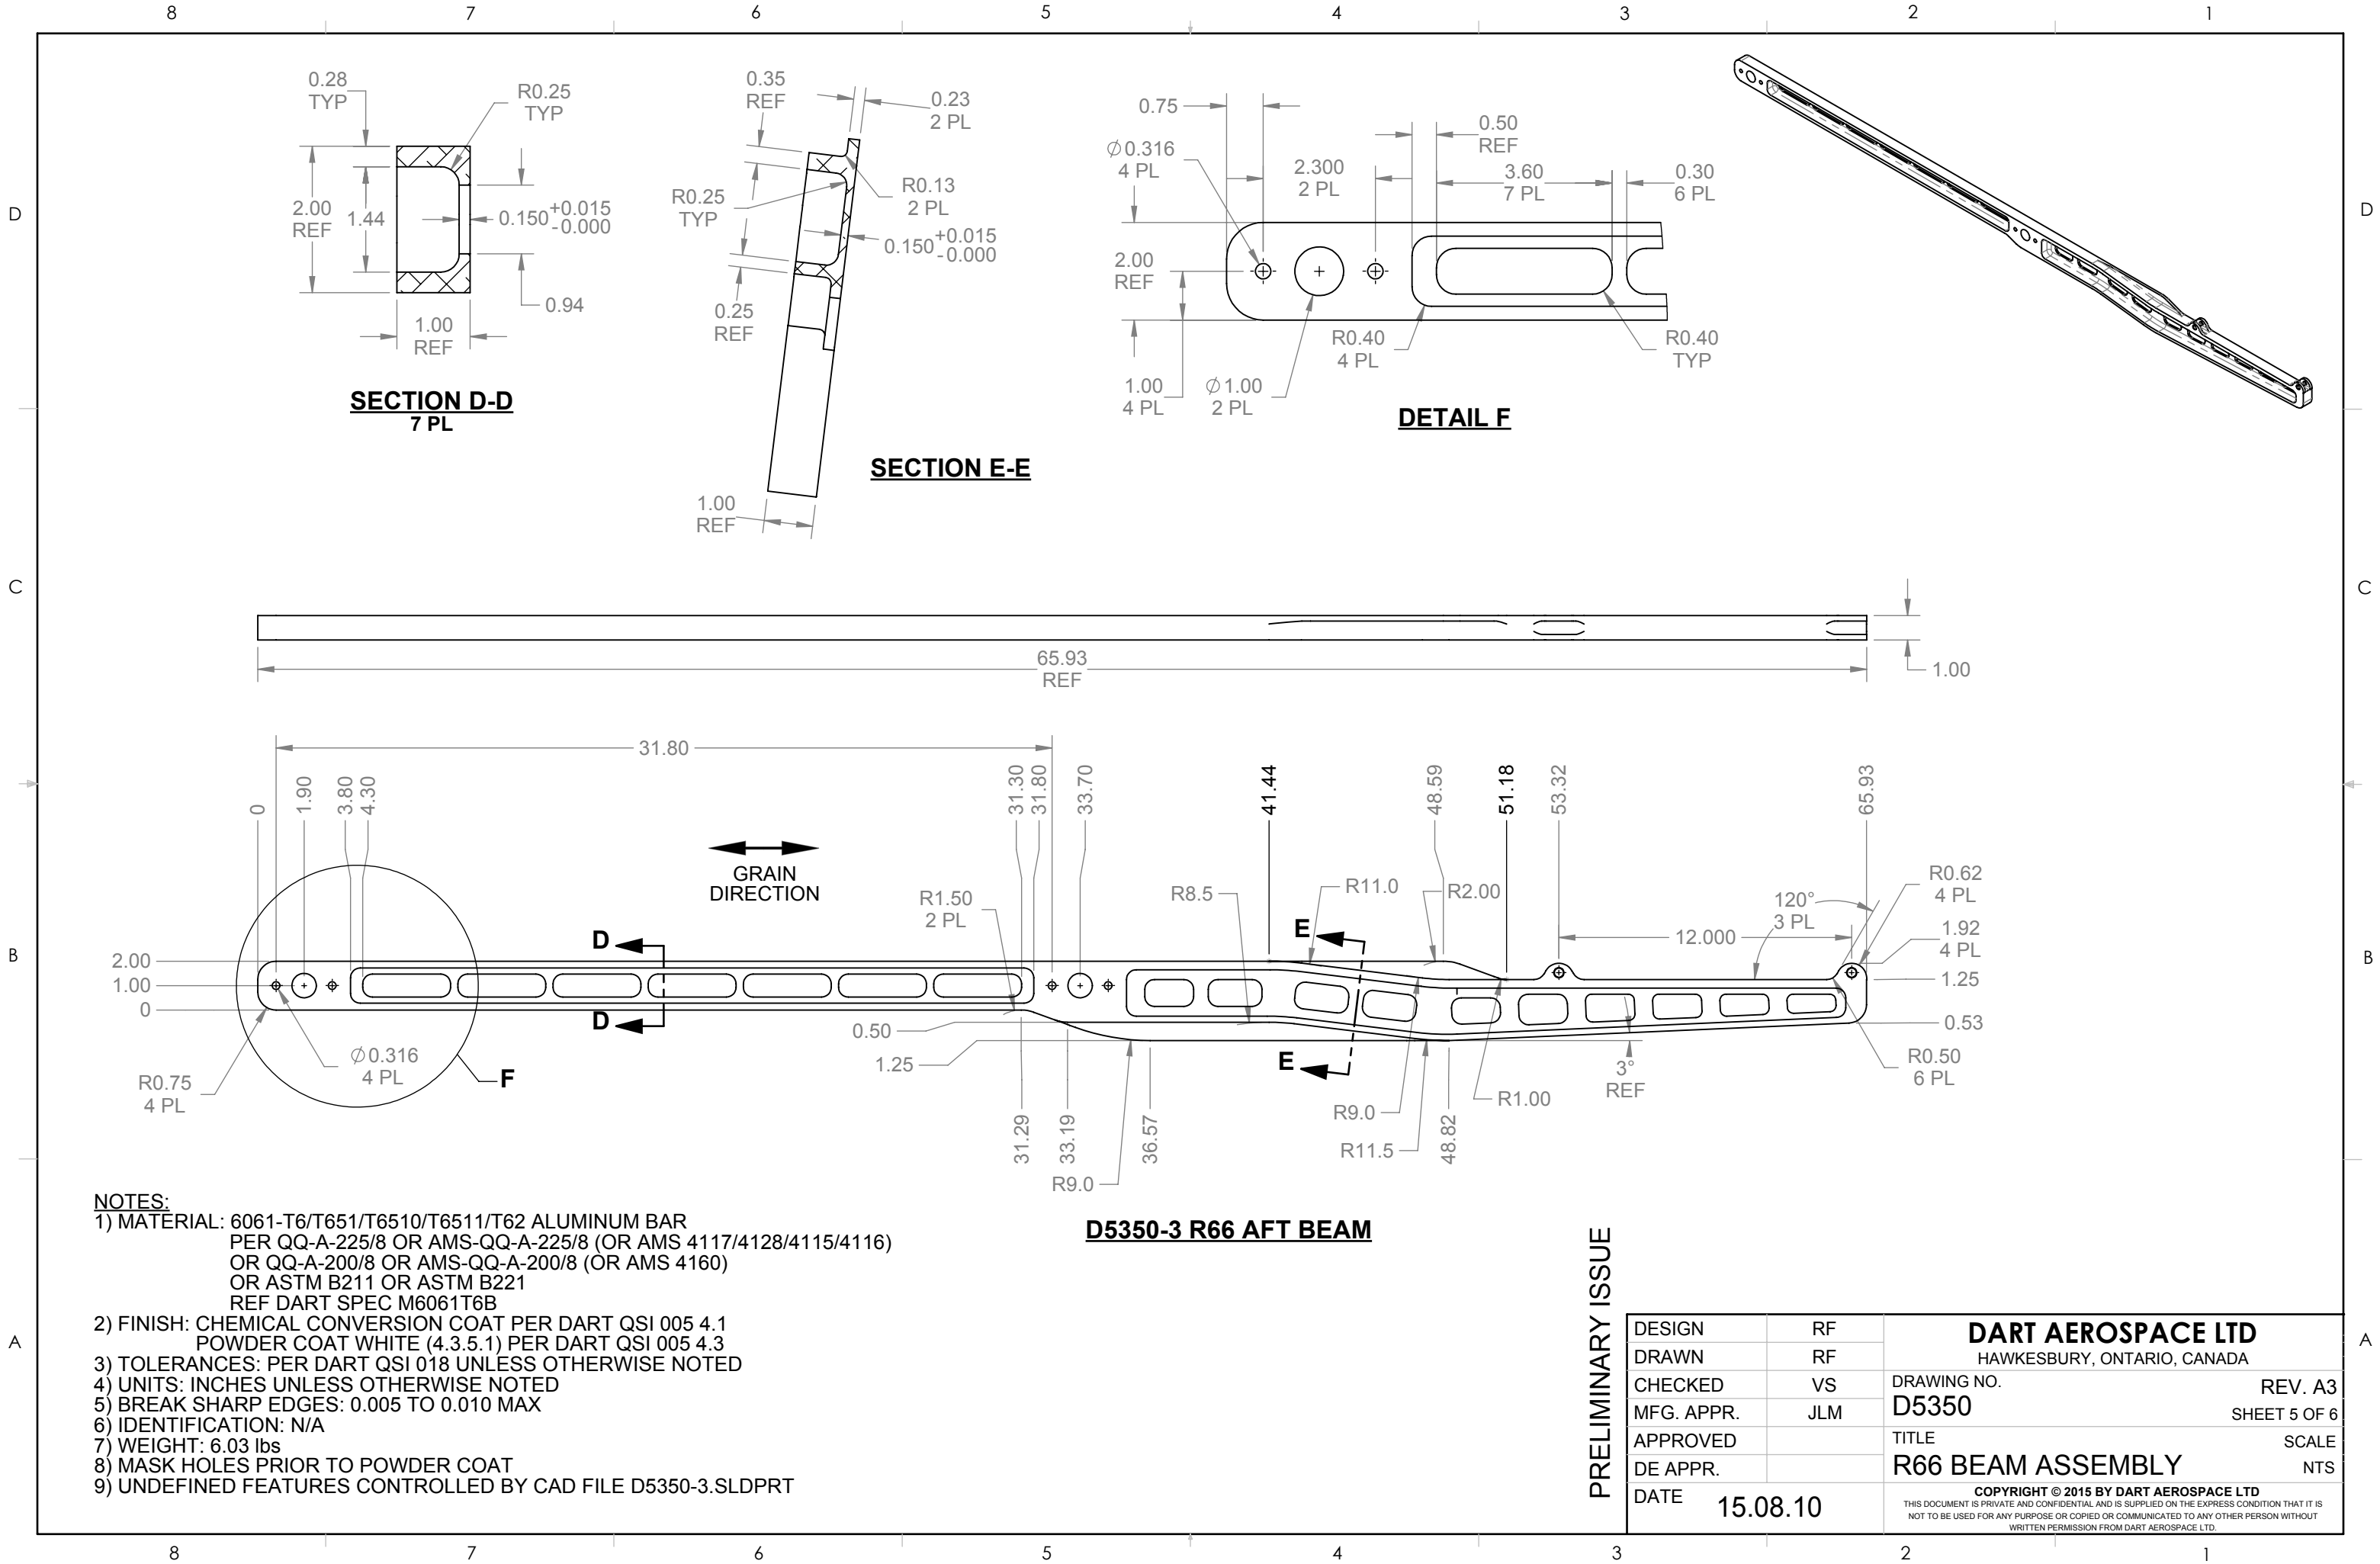 8 7 6 5 4 3 2 1
D
D
C
C
B
B
A
A
0.28
TYP
R0.25
TYP
2.00
REF
1.44
0.150 +0.015
-0.000
0.94
1.00
REF
SECTION D-D
7 PL
0.35
REF
0.23
2 PL
R0.25
TYP
R0.13
2 PL
0.150 +0.015
-0.000
0.25
REF
1.00
REF
SECTION E-E
0.75
Ø0.316
4 PL
2.300
2 PL
0.50
REF
3.60
7 PL
0.30
6 PL
2.00
REF
1.00
4 PL
Ø1.00
2 PL
R0.40
4 PL
R0.40
TYP
DETAIL F
65.93
REF
1.00
31.80
0
1.90
3.80
4.30
31.30
31.80
33.70
41.44
48.59
51.18
53.32
65.93
GRAIN
DIRECTION
R1.50
2 PL
R8.5
R11.0
R2.00
120°
3 PL
R0.62
4 PL
12.000
1.92
4 PL
1.25
0.53
R0.50
6 PL
D
D
E
E
2.00
1.00
0
R0.75
4 PL
Ø0.316
4 PL
F
0.50
1.25
31.29
33.19
36.57
48.82
R9.0
R9.0
R11.5
R1.00
3°
REF
D5350-3 R66 AFT BEAM
NOTES:
1) MATERIAL: 6061-T6/T651/T6510/T6511/T62 ALUMINUM BAR
PER QQ-A-225/8 OR AMS-QQ-A-225/8 (OR AMS 4117/4128/4115/4116)
OR QQ-A-200/8 OR AMS-QQ-A-200/8 (OR AMS 4160)
OR ASTM B211 OR ASTM B221
REF DART SPEC M6061T6B
2) FINISH: CHEMICAL CONVERSION COAT PER DART QSI 005 4.1
POWDER COAT WHITE (4.3.5.1) PER DART QSI 005 4.3
3) TOLERANCES: PER DART QSI 018 UNLESS OTHERWISE NOTED
4) UNITS: INCHES UNLESS OTHERWISE NOTED
5) BREAK SHARP EDGES: 0.005 TO 0.010 MAX
6) IDENTIFICATION: N/A
7) WEIGHT: 6.03 lbs
8) MASK HOLES PRIOR TO POWDER COAT
9) UNDEFINED FEATURES CONTROLLED BY CAD FILE D5350-3.SLDPRT
PRELIMINARY ISSUE
DESIGN RF
DRAWN RF
CHECKED VS
MFG. APPR. JLM
APPROVED
DE APPR.
DATE 15.08.10
DART AEROSPACE LTD
HAWKESBURY, ONTARIO, CANADA
DRAWING NO. REV. A3
D5350 SHEET 5 OF 6
TITLE SCALE
R66 BEAM ASSEMBLY NTS
COPYRIGHT © 2015 BY DART AEROSPACE LTD
THIS DOCUMENT IS PRIVATE AND CONFIDENTIAL AND IS SUPPLIED ON THE EXPRESS CONDITION THAT IT IS
NOT TO BE USED FOR ANY PURPOSE OR COPIED OR COMMUNICATED TO ANY OTHER PERSON WITHOUT
WRITTEN PERMISSION FROM DART AEROSPACE LTD.
8 7 6 5 4 3 2 1